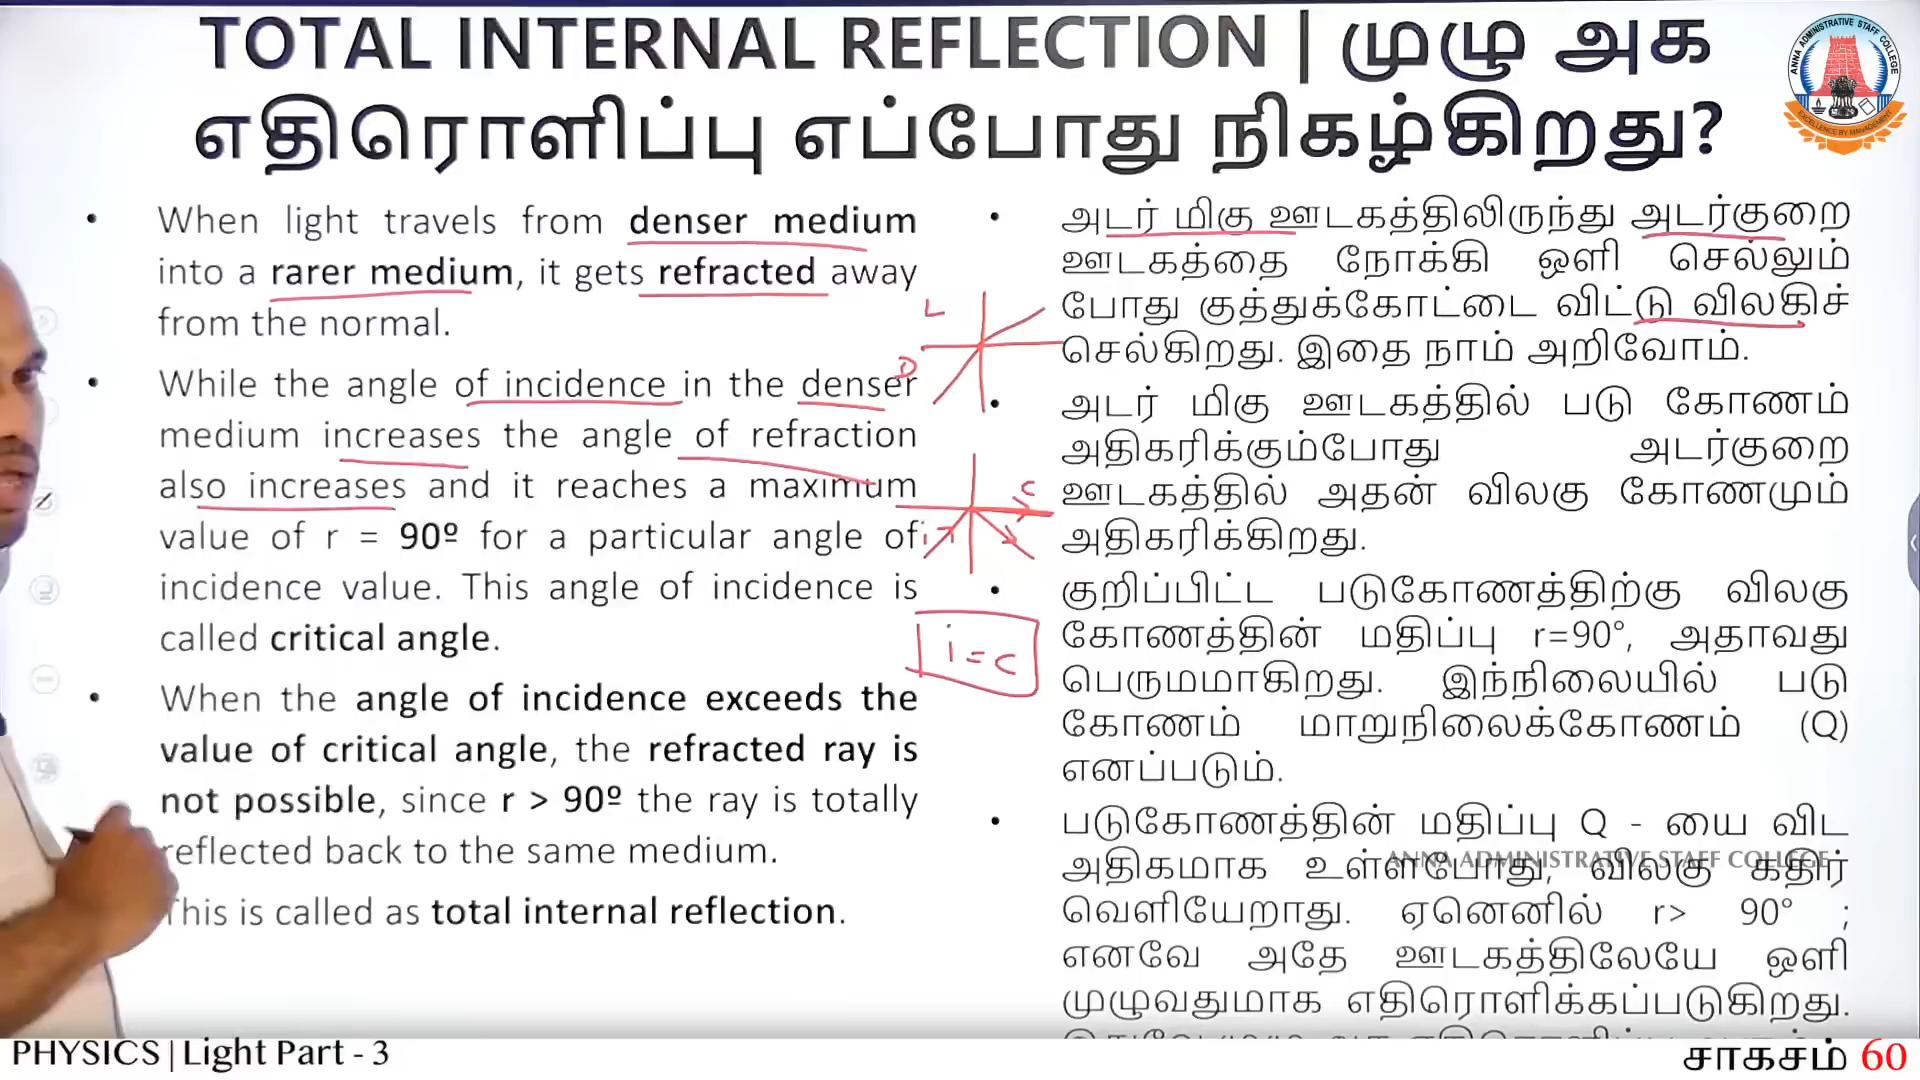 TOTAL INTERNAL REFLECTION | முழு அக
எதிரொளிப்பு எப்போது நிகழ்கிறது?
ANNA ADMINISTRATIVE STAFF COLLEGE
EXCELLENCE BY MANAGEMENT
• When light travels from denser medium
into a rarer medium, it gets refracted away
from the normal.
• While the angle of incidence in the denser
medium increases the angle of refraction
also increases and it reaches a maximum
value of r = 90º for a particular angle of
incidence value. This angle of incidence is
called critical angle.
• When the angle of incidence exceeds the
value of critical angle, the refracted ray is
not possible, since r > 90º the ray is totally
reflected back to the same medium.
This is called as total internal reflection.
L
D
i
c
i = c
• அடர் மிகு ஊடகத்திலிருந்து அடர்குறை
ஊடகத்தை நோக்கி ஒளி செல்லும்
போது குத்துக்கோட்டை விட்டு விலகிச்
செல்கிறது. இதை நாம் அறிவோம்.
• அடர் மிகு ஊடகத்தில் படு கோணம்
அதிகரிக்கும்போது அடர்குறை
ஊடகத்தில் அதன் விலகு கோணமும்
அதிகரிக்கிறது.
• குறிப்பிட்ட படுகோணத்திற்கு விலகு
கோணத்தின் மதிப்பு r=90°, அதாவது
பெருமமாகிறது. இந்நிலையில் படு
கோணம் மாறுநிலைக்கோணம் (Q)
எனப்படும்.
• படுகோணத்தின் மதிப்பு Q - யை விட
அதிகமாக உள்ளபோது, விலகு கதிர்
வெளியேறாது. ஏனெனில் r> 90° ;
எனவே அதே ஊடகத்திலேயே ஒளி
முழுவதுமாக எதிரொளிக்கப்படுகிறது.
ANNA ADMINISTRATIVE STAFF COLLEGE
PHYSICS | Light Part - 3
சாகசம் 60